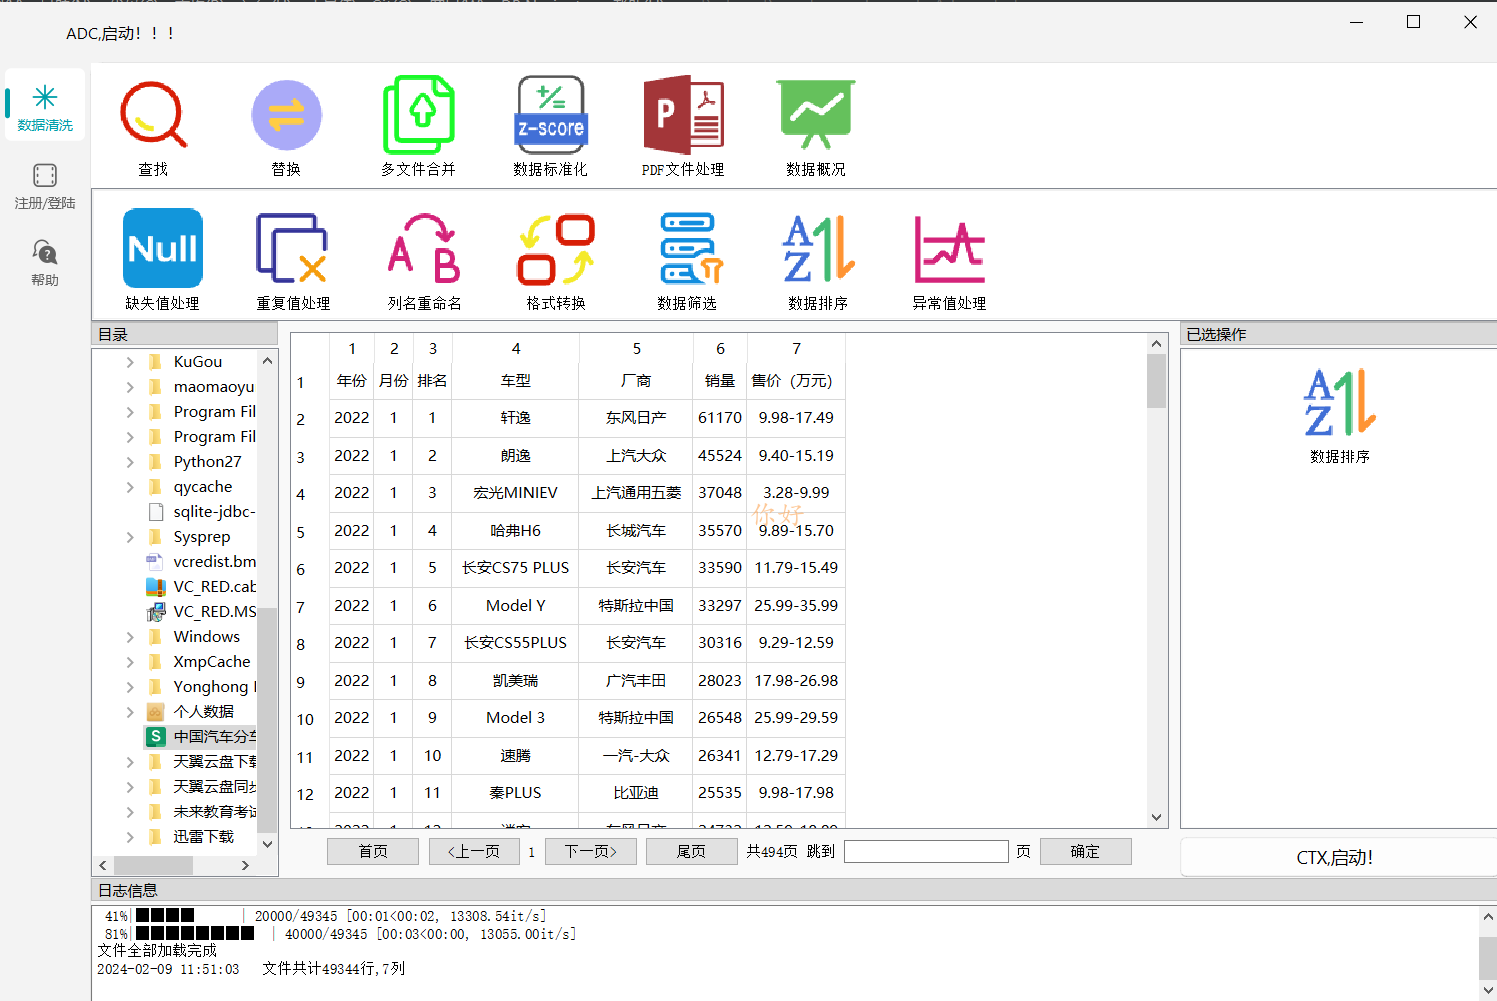 ADC,启动！！！
数据清洗
注册/登陆
帮助
查找
替换
多文件合并
z-score
数据标准化
P
PDF文件处理
数据概况
Null
缺失值处理
重复值处理
A B
列名重命名
格式转换
数据筛选
A Z
数据排序
异常值处理
目录
KuGou
maomaoyu
Program Fil
Program Fil
Python27
qycache
sqlite-jdbc-
Sysprep
vcredist.bm
VC_RED.cab
VC_RED.MS
Windows
XmpCache
Yonghong
个人数据
S 中国汽车分车
天翼云盘下载
天翼云盘同步
未来教育考试
迅雷下载
1 2 3 4 5 6 7
1 年份 月份 排名 车型 厂商 销量 售价（万元）
2 2022 1 1 轩逸 东风日产 61170 9.98-17.49
3 2022 1 2 朗逸 上汽大众 45524 9.40-15.19
4 2022 1 3 宏光MINIEV 上汽通用五菱 37048 3.28-9.99
你好
5 2022 1 4 哈弗H6 长城汽车 35570 9.89-15.70
6 2022 1 5 长安CS75 PLUS 长安汽车 33590 11.79-15.49
7 2022 1 6 Model Y 特斯拉中国 33297 25.99-35.99
8 2022 1 7 长安CS55PLUS 长安汽车 30316 9.29-12.59
9 2022 1 8 凯美瑞 广汽丰田 28023 17.98-26.98
10 2022 1 9 Model 3 特斯拉中国 26548 25.99-29.59
11 2022 1 10 速腾 一汽-大众 26341 12.79-17.29
12 2022 1 11 秦PLUS 比亚迪 25535 9.98-17.98
首页 <上一页 1 下一页> 尾页 共494页 跳到 页 确定
已选操作
A Z
数据排序
CTX,启动！
日志信息
41%| | 20000/49345 [00:01<00:02, 13308.54it/s]
81%| | 40000/49345 [00:03<00:00, 13055.00it/s]
文件全部加载完成
2024-02-09 11:51:03 文件共计49344行,7列